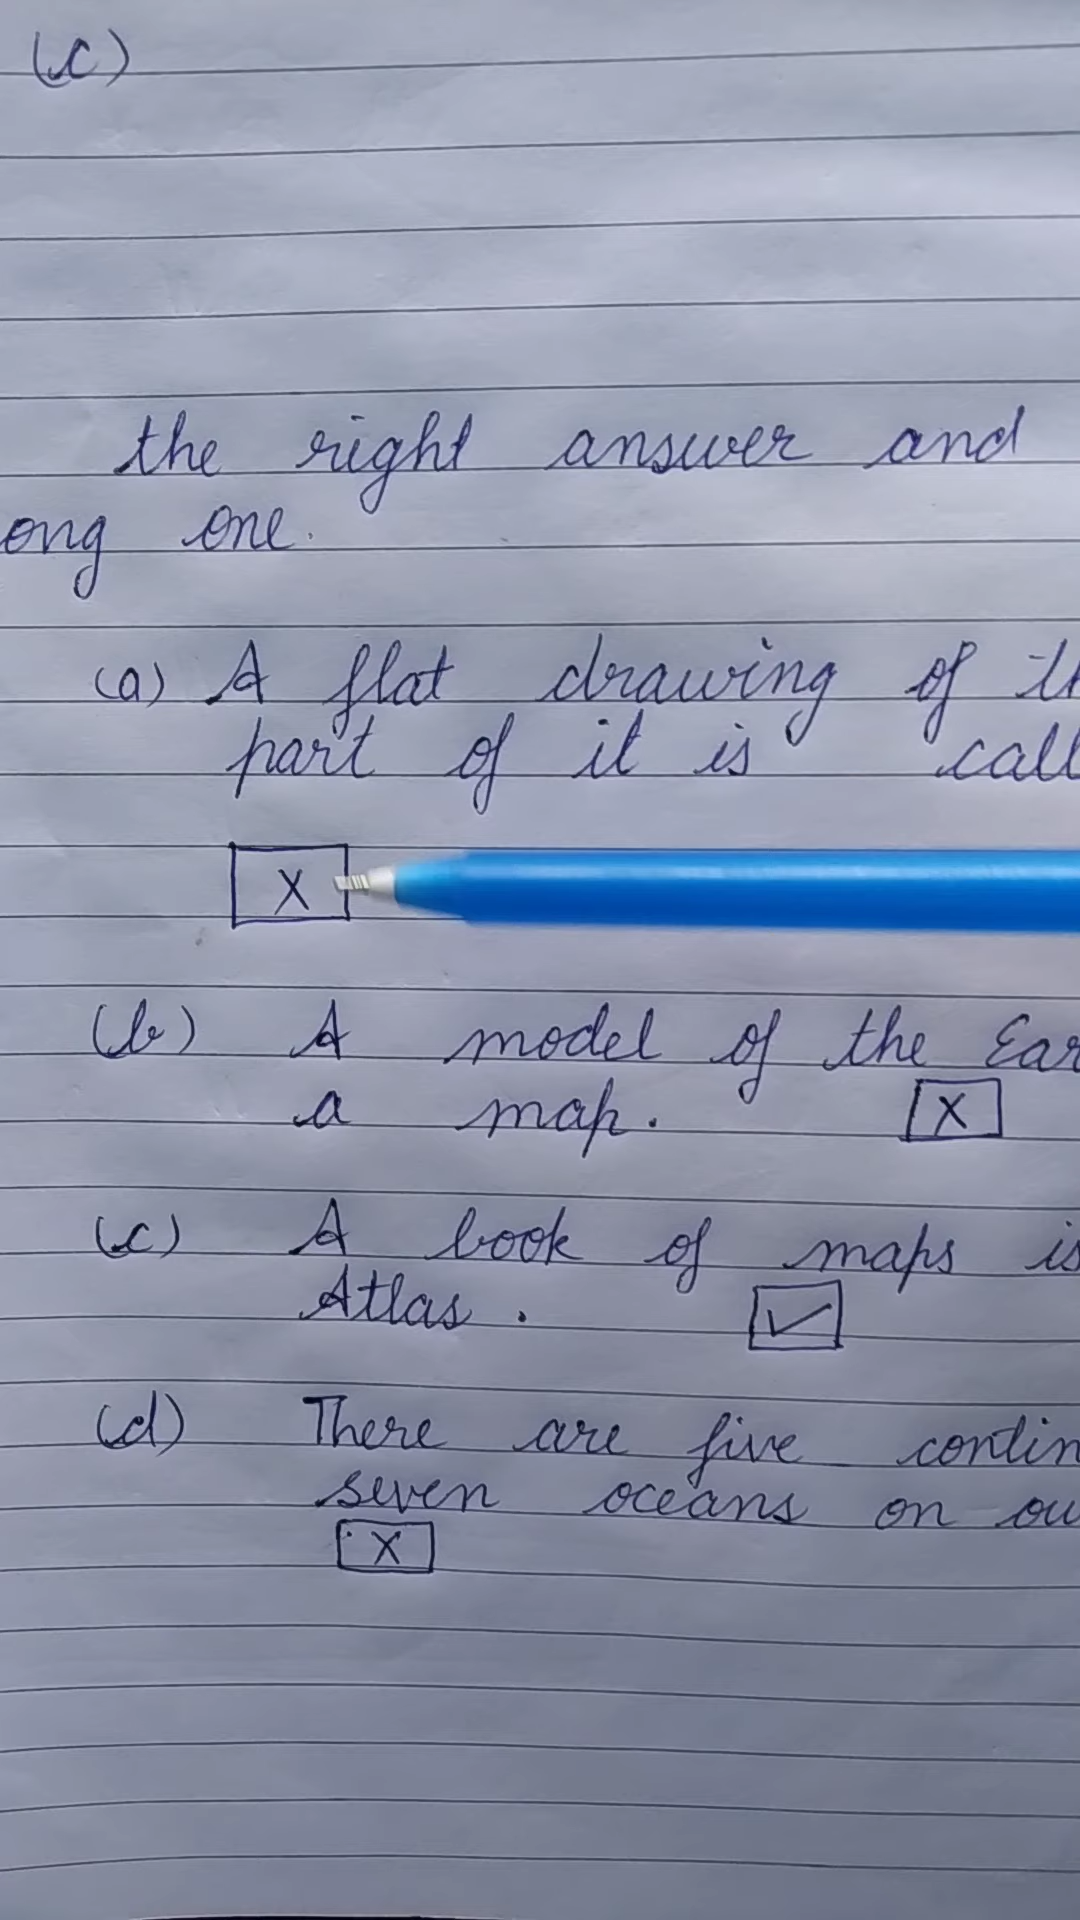 (c)
the right answer and
ong one.
(a) A flat drawing of th
part of it is call
X
(b) A model of the Ear
a map. X
(c) A book of maps is
Atlas. ✓
(d) There are five contin
seven oceans on ou
X